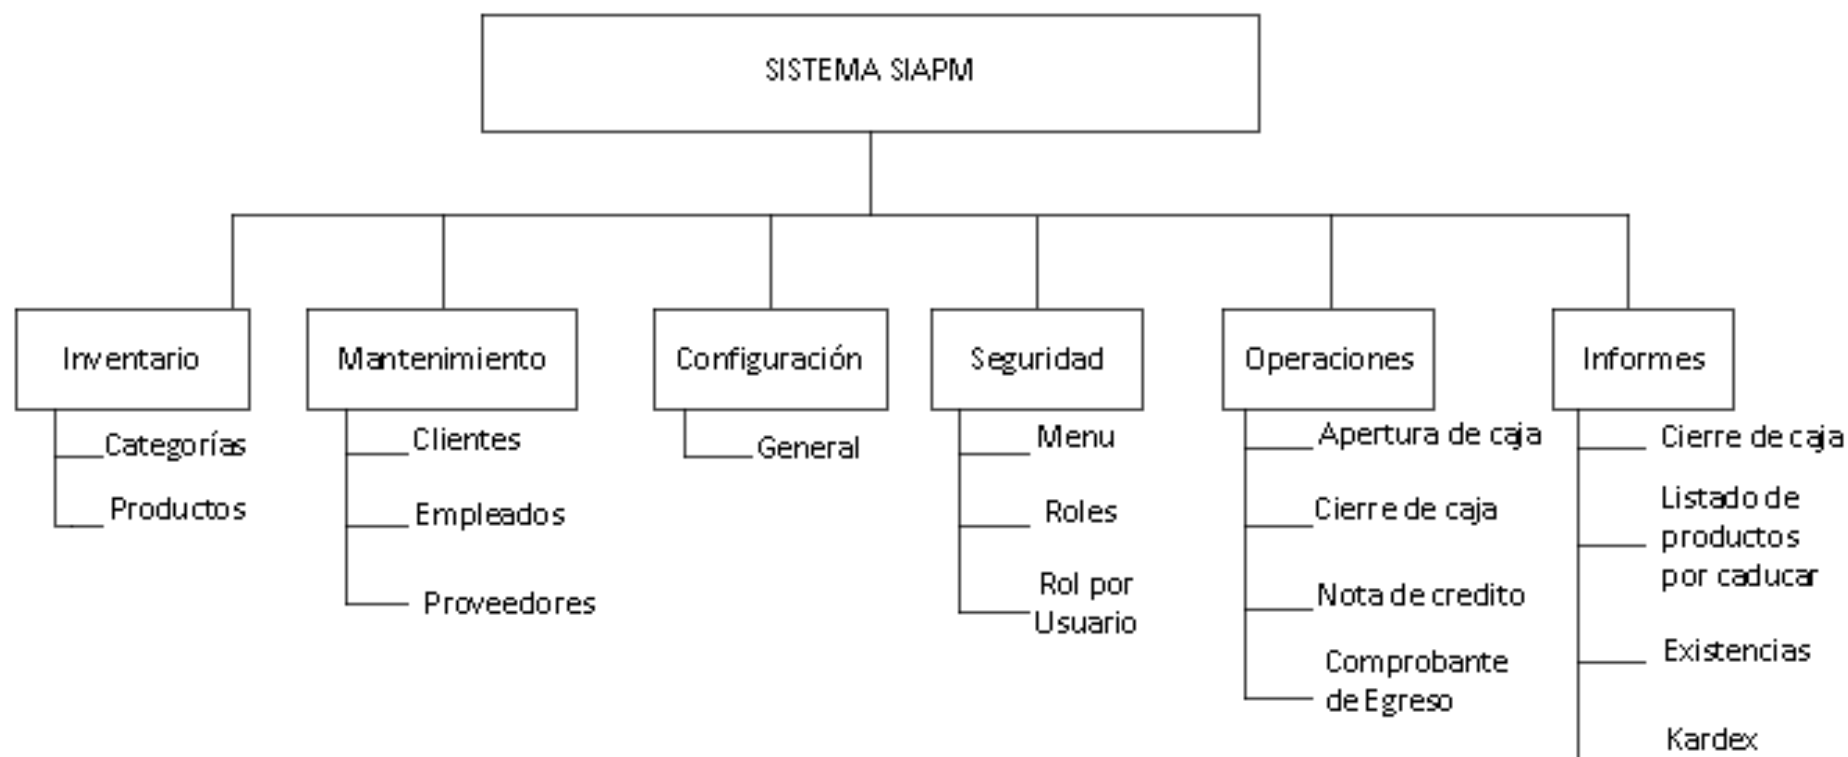 SISTEMA SIAPM
Inventario
Categorías
Productos
Mantenimiento
Clientes
Empleados
Proveedores
Configuración
General
Seguridad
Menu
Roles
Rol por
Usuario
Operaciones
Apertura de caja
Cierre de caja
Nota de credito
Comprobante
de Egreso
Informes
Cierre de caja
Listado de
productos
por caducar
Existencias
Kardex